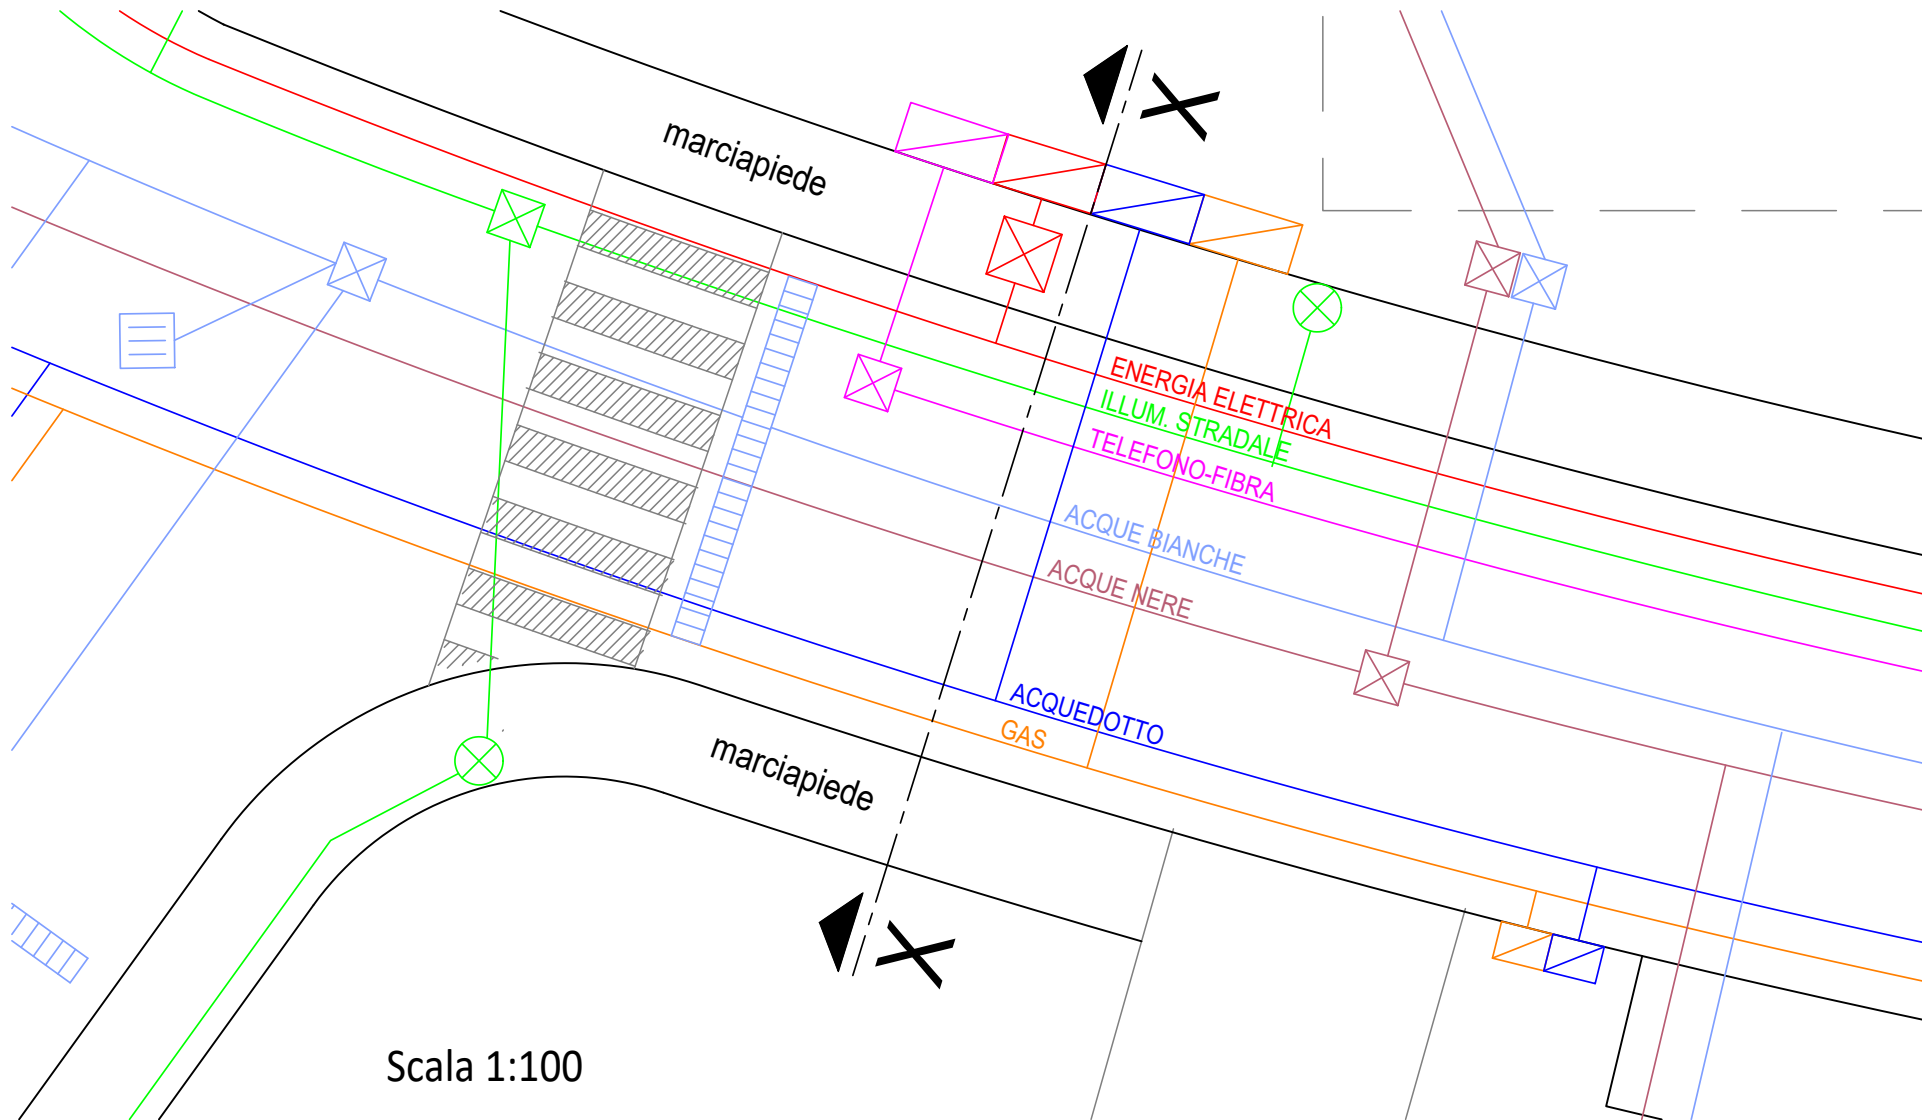 X
marciapiede
ENERGIA ELETTRICA
ILLUM. STRADALE
TELEFONO-FIBRA
ACQUE BIANCHE
ACQUE NERE
ACQUEDOTTO
GAS
marciapiede
X
Scala 1:100